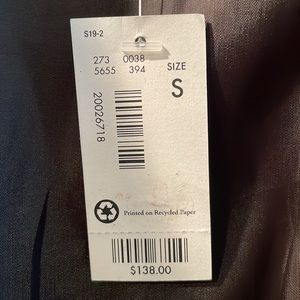 S19-2
273 0038
5655 394
SIZE
S
20026718
Printed on Recycled Paper
$138.00